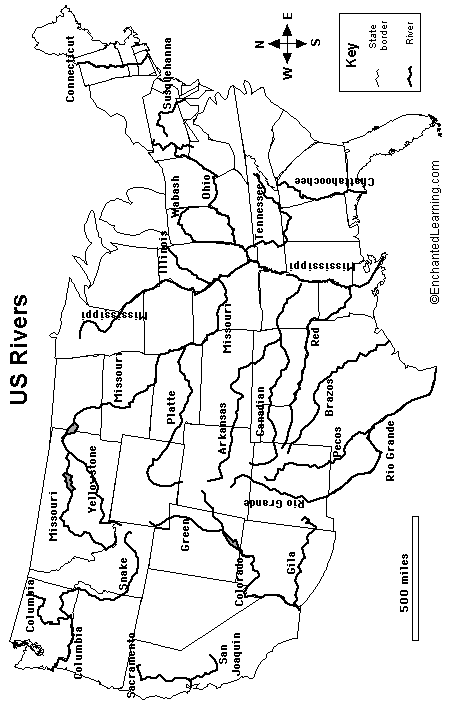 US Rivers
Columbia
Columbia
Snake
Missouri
Yellowstone
Missouri
Mississippi
Sacramento
San
Joaquin
Green
Colorado
Gila
Platte
Arkansas
Canadian
Rio Grande
Rio Grande
Pecos
Brazos
Red
Missouri
Mississippi
Illinois
Wabash
Ohio
Tennessee
Chattahoochee
Susquehanna
Connecticut
N
W
E
S
Key
State
border
River
500 miles
©EnchantedLearning.com